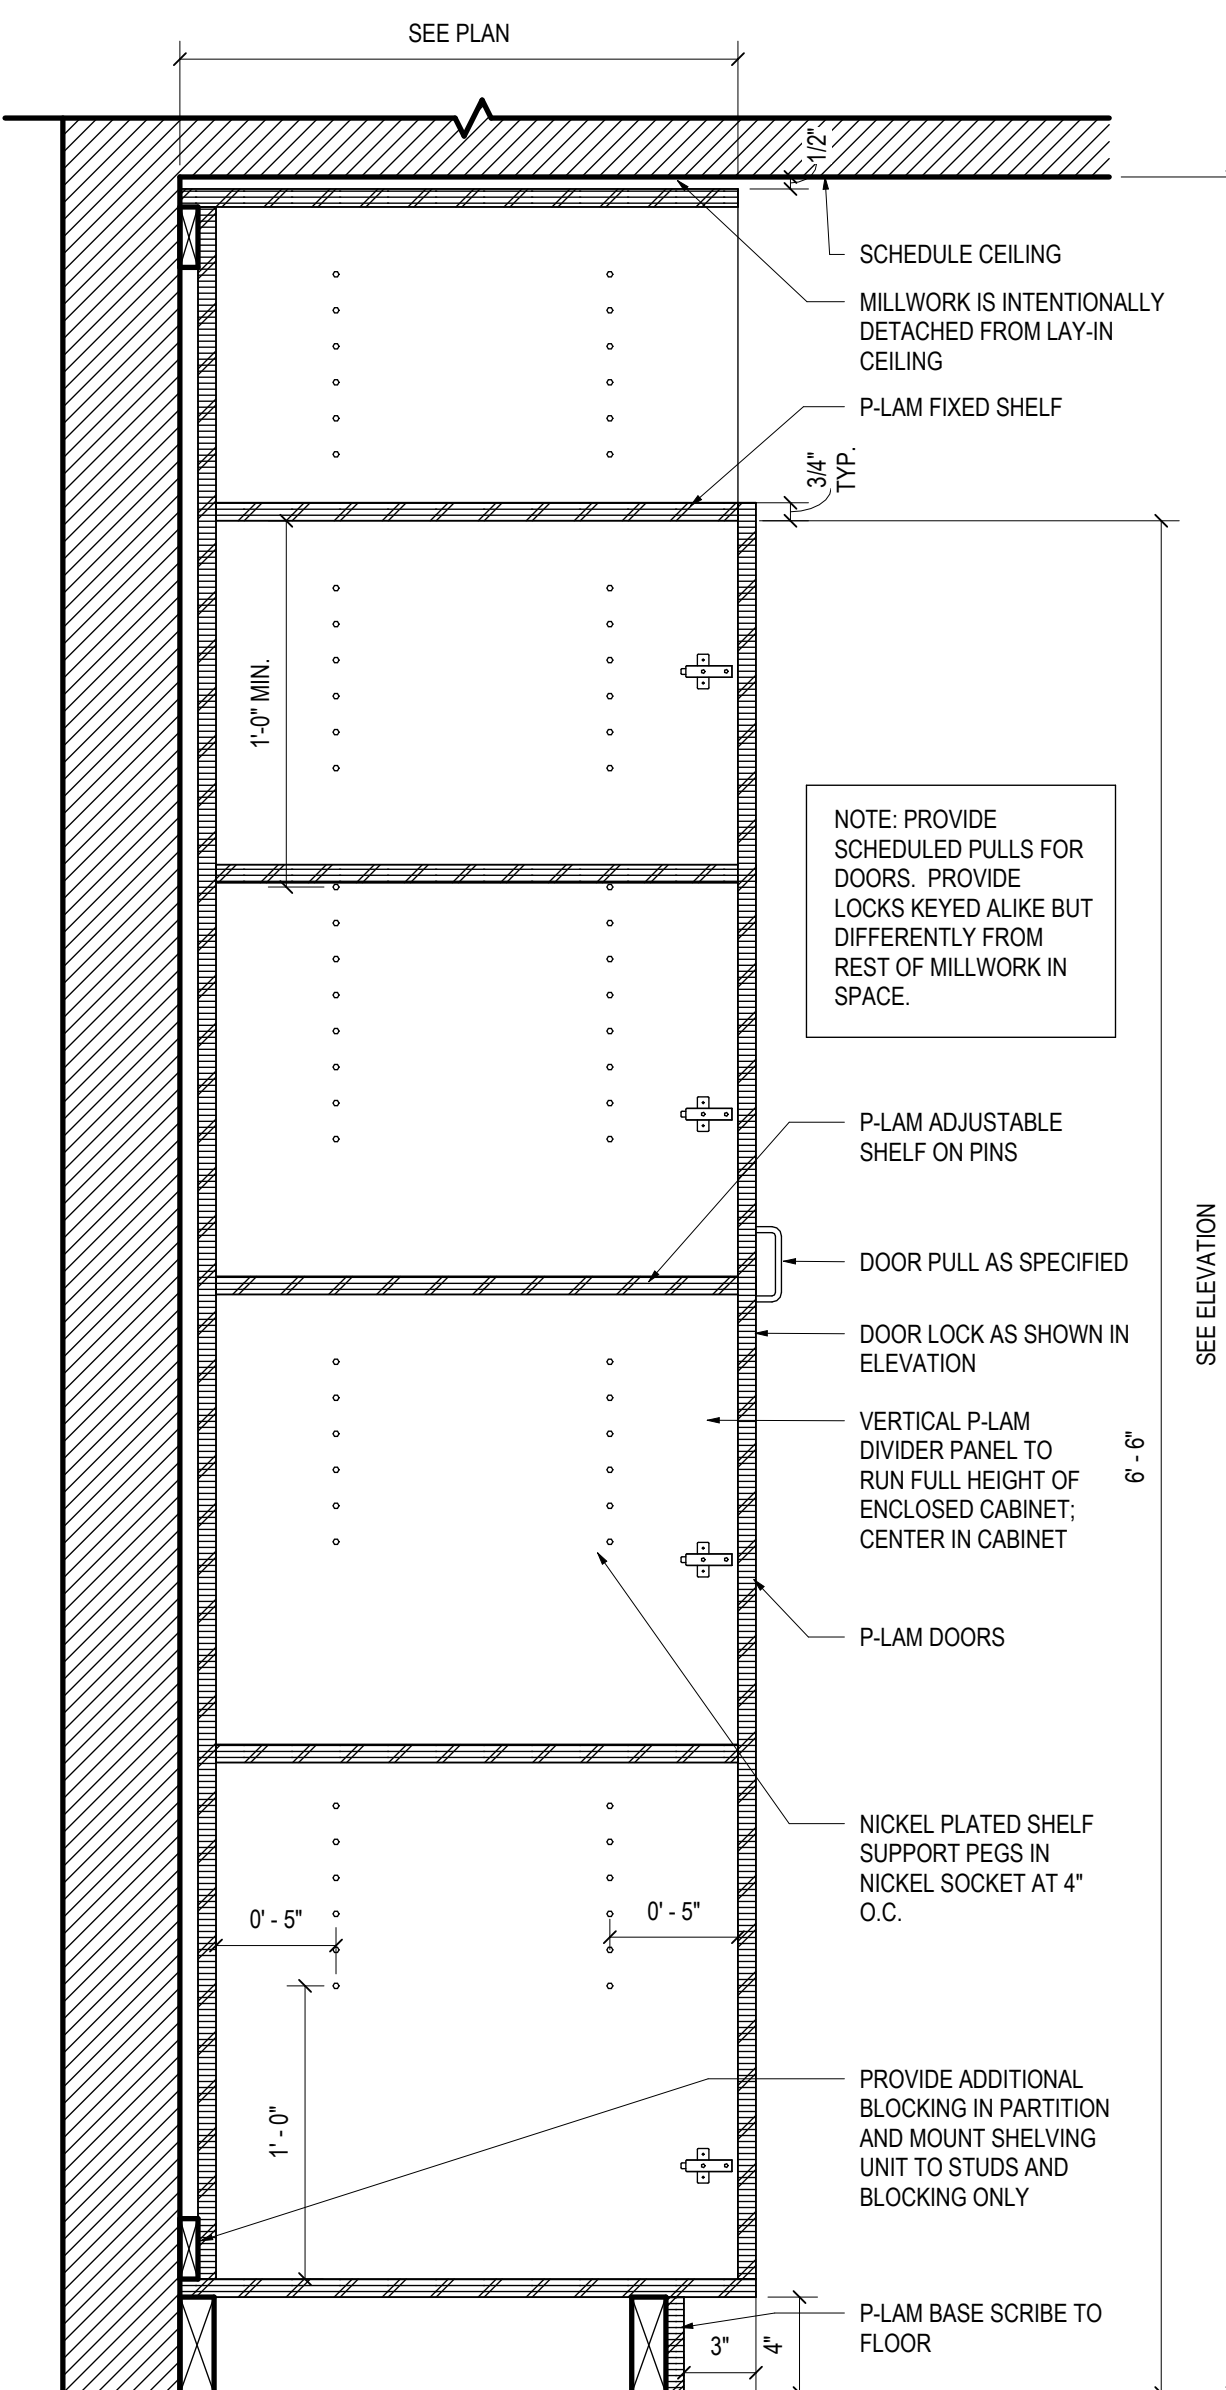 SEE PLAN
1/2"
SCHEDULE CEILING
MILLWORK IS INTENTIONALLY
DETACHED FROM LAY-IN
CEILING
P-LAM FIXED SHELF
3/4"
TYP.
1'-0" MIN.
NOTE: PROVIDE
SCHEDULED PULLS FOR
DOORS. PROVIDE
LOCKS KEYED ALIKE BUT
DIFFERENTLY FROM
REST OF MILLWORK IN
SPACE.
P-LAM ADJUSTABLE
SHELF ON PINS
SEE ELEVATION
DOOR PULL AS SPECIFIED
DOOR LOCK AS SHOWN IN
ELEVATION
VERTICAL P-LAM
DIVIDER PANEL TO
RUN FULL HEIGHT OF
ENCLOSED CABINET;
CENTER IN CABINET
6' - 6"
P-LAM DOORS
NICKEL PLATED SHELF
SUPPORT PEGS IN
NICKEL SOCKET AT 4"
O.C.
0' - 5"
0' - 5"
1' - 0"
PROVIDE ADDITIONAL
BLOCKING IN PARTITION
AND MOUNT SHELVING
UNIT TO STUDS AND
BLOCKING ONLY
P-LAM BASE SCRIBE TO
FLOOR
3"
4"